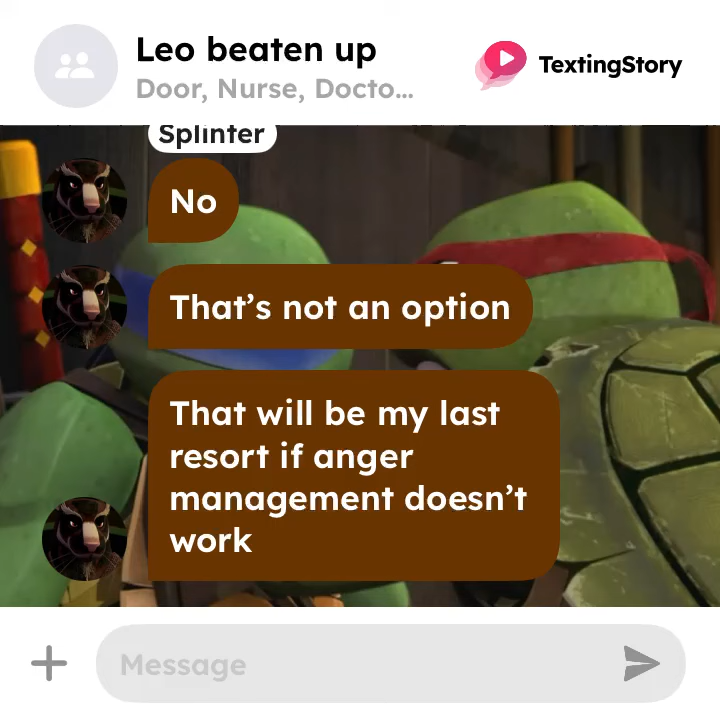 Leo beaten up
Door, Nurse, Docto...
TextingStory
Splinter
No
That's not an option
That will be my last
resort if anger
management doesn't
work
Message